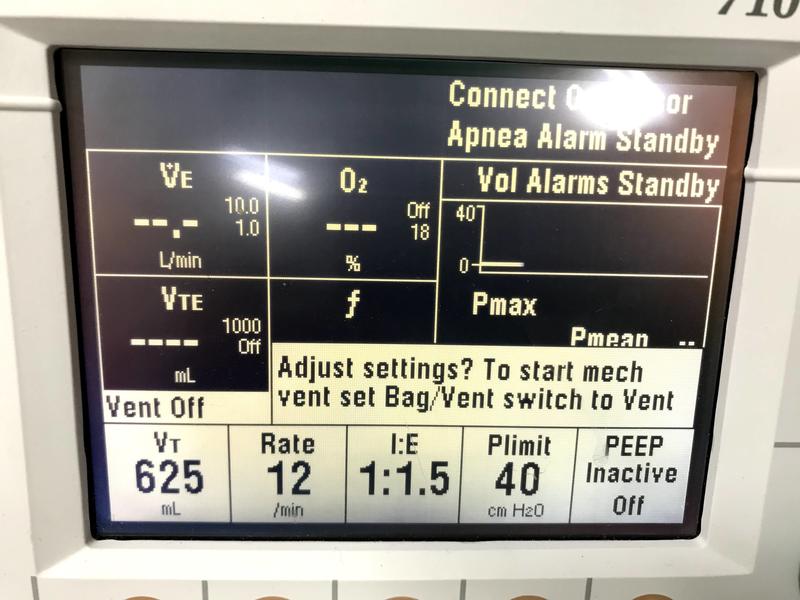 710
Connect O
Apnea Alarm Standby
V̇E
10.0
--.-
1.0
L/min
O₂
Off
---
18
%
Vol Alarms Standby
40
0
VTE
1000
----
Off
mL
f
Pmax
Pmean --
Adjust settings? To start mech
vent set Bag/Vent switch to Vent
Vent Off
VT
625
mL
Rate
12
/min
I:E
1:1.5
Plimit
40
cm H₂O
PEEP
Inactive
Off